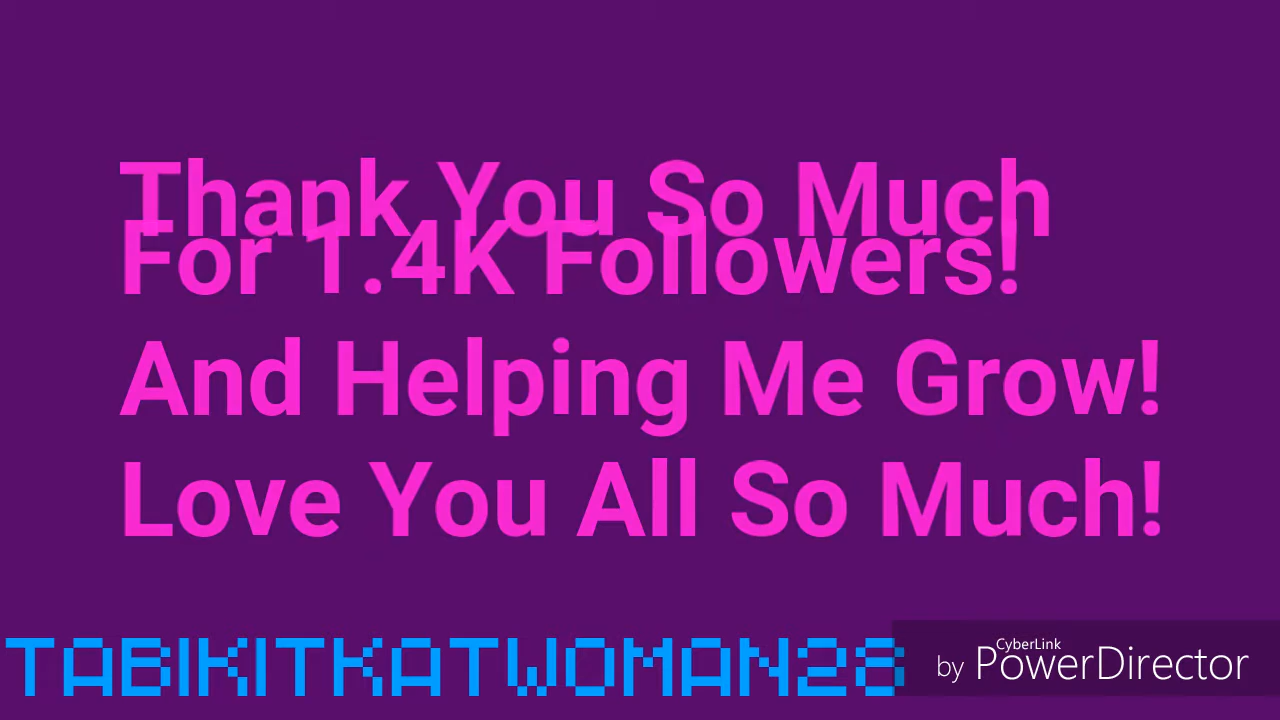 Thank You So Much
For 1.4K Followers!
And Helping Me Grow!
Love You All So Much!
TABIKITKATWOMAN28
CyberLink
by PowerDirector